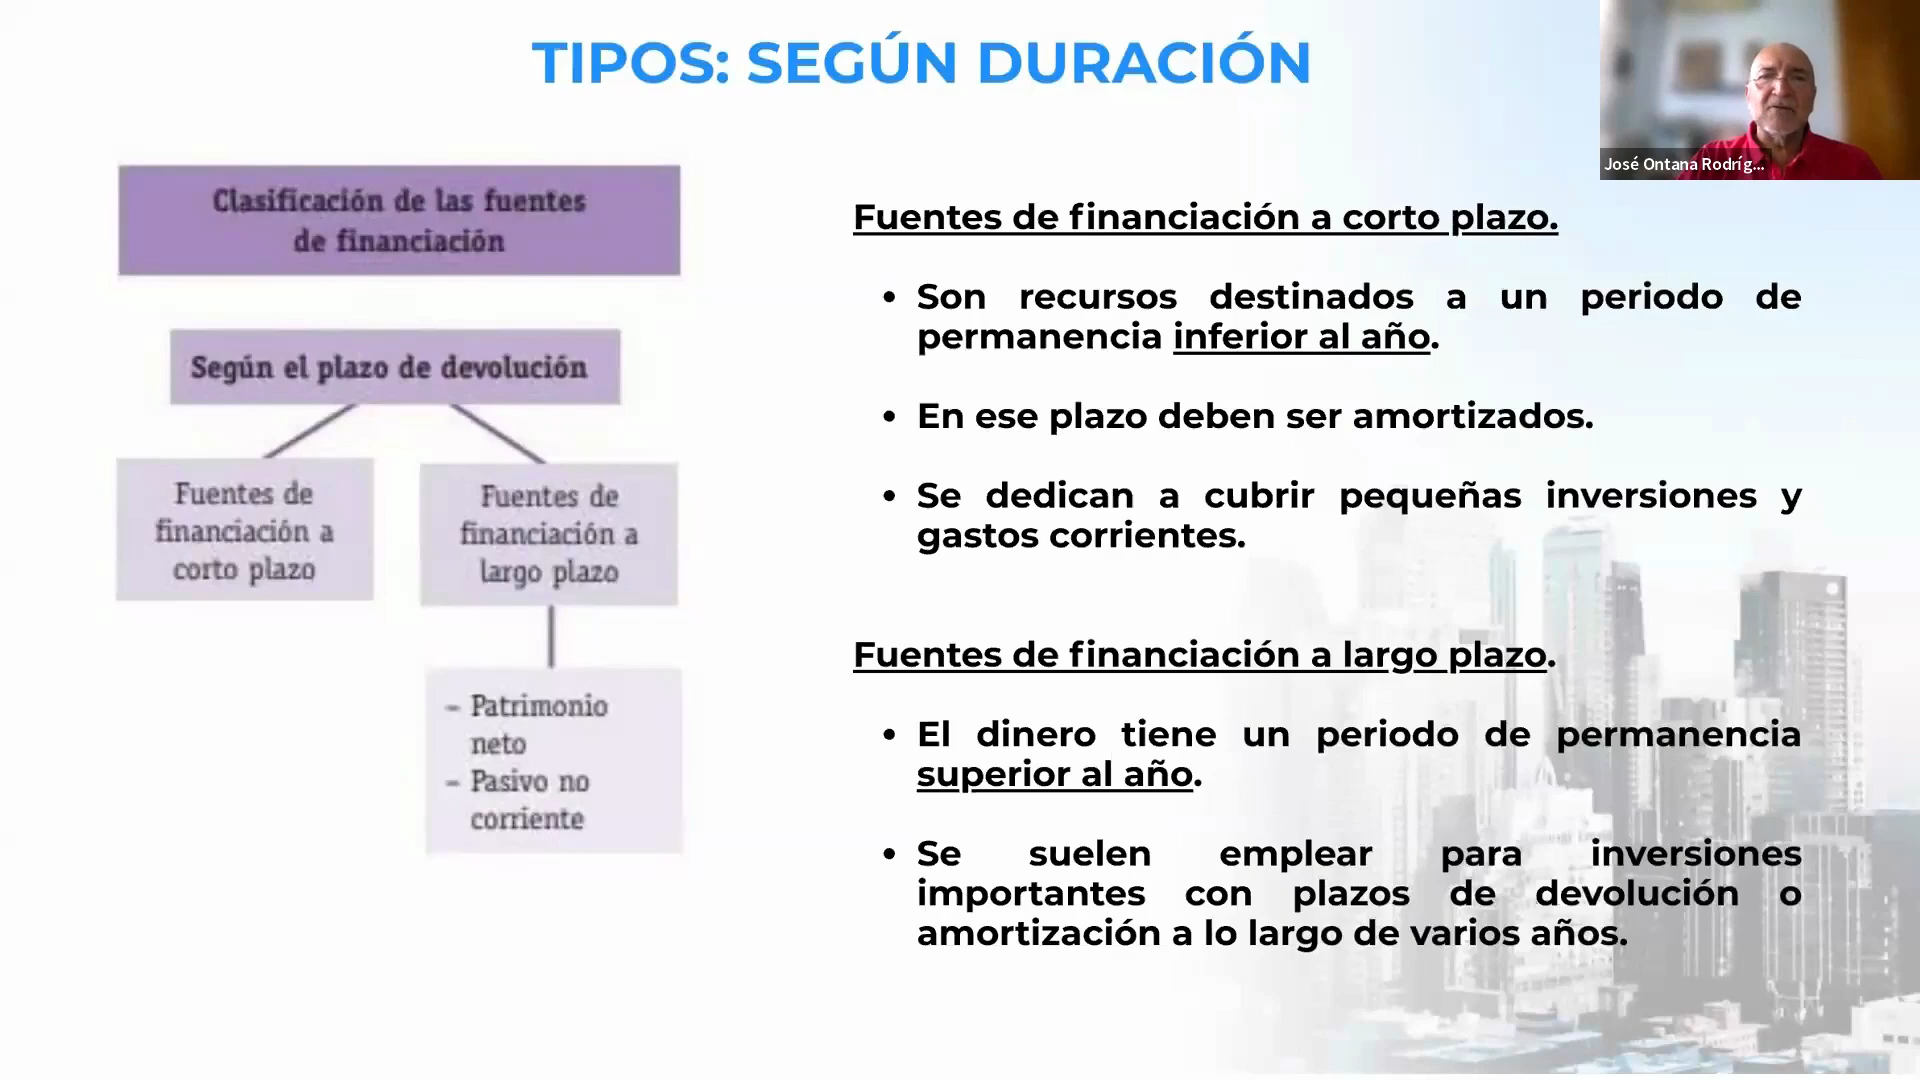 TIPOS: SEGÚN DURACIÓN
José Ontana Rodríg...
Clasificación de las fuentes
de financiación
Según el plazo de devolución
Fuentes de
financiación a
corto plazo
Fuentes de
financiación a
largo plazo
– Patrimonio
neto
– Pasivo no
corriente
Fuentes de financiación a corto plazo.
• Son recursos destinados a un periodo de
permanencia inferior al año.
• En ese plazo deben ser amortizados.
• Se dedican a cubrir pequeñas inversiones y
gastos corrientes.
Fuentes de financiación a largo plazo.
• El dinero tiene un periodo de permanencia
superior al año.
• Se suelen emplear para inversiones
importantes con plazos de devolución o
amortización a lo largo de varios años.